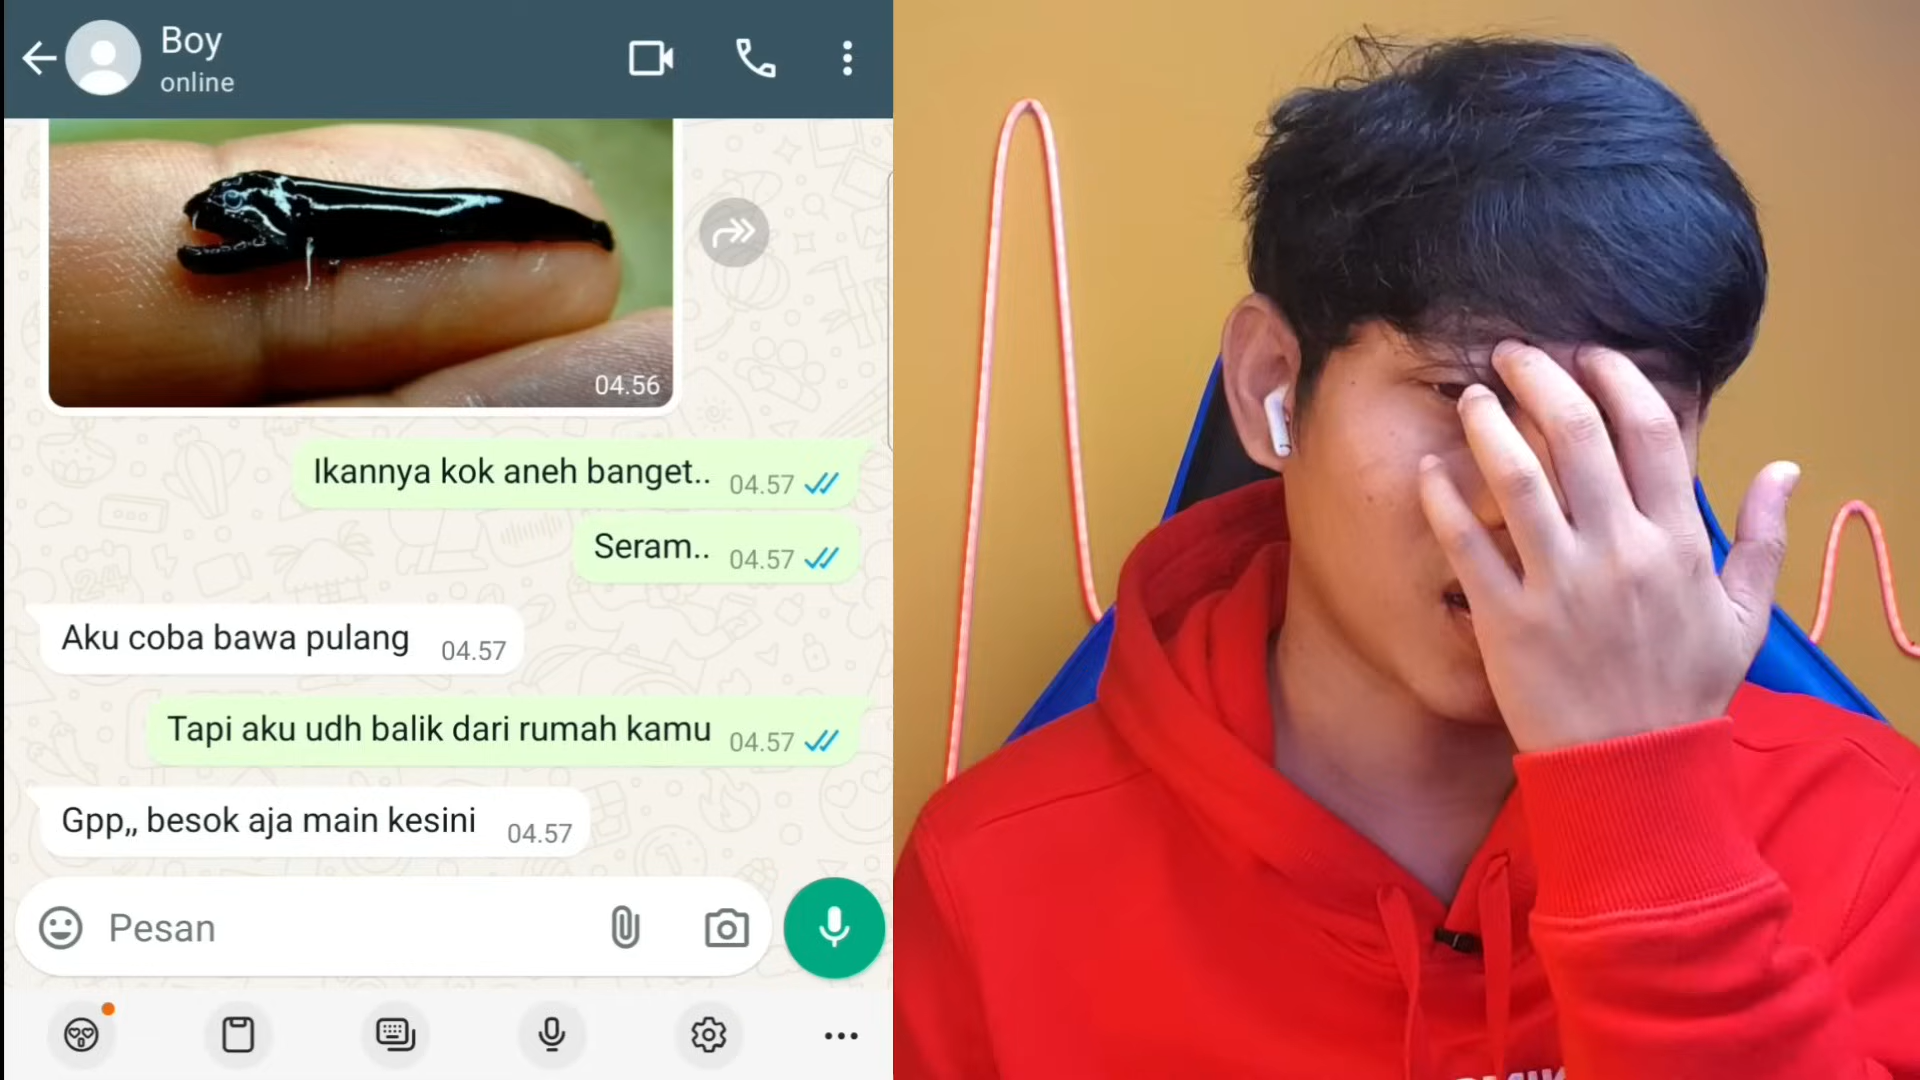 Boy
online
04.56
Ikannya kok aneh banget.. 04.57
Seram.. 04.57
Aku coba bawa pulang 04.57
Tapi aku udh balik dari rumah kamu 04.57
Gpp,, besok aja main kesini 04.57
Pesan